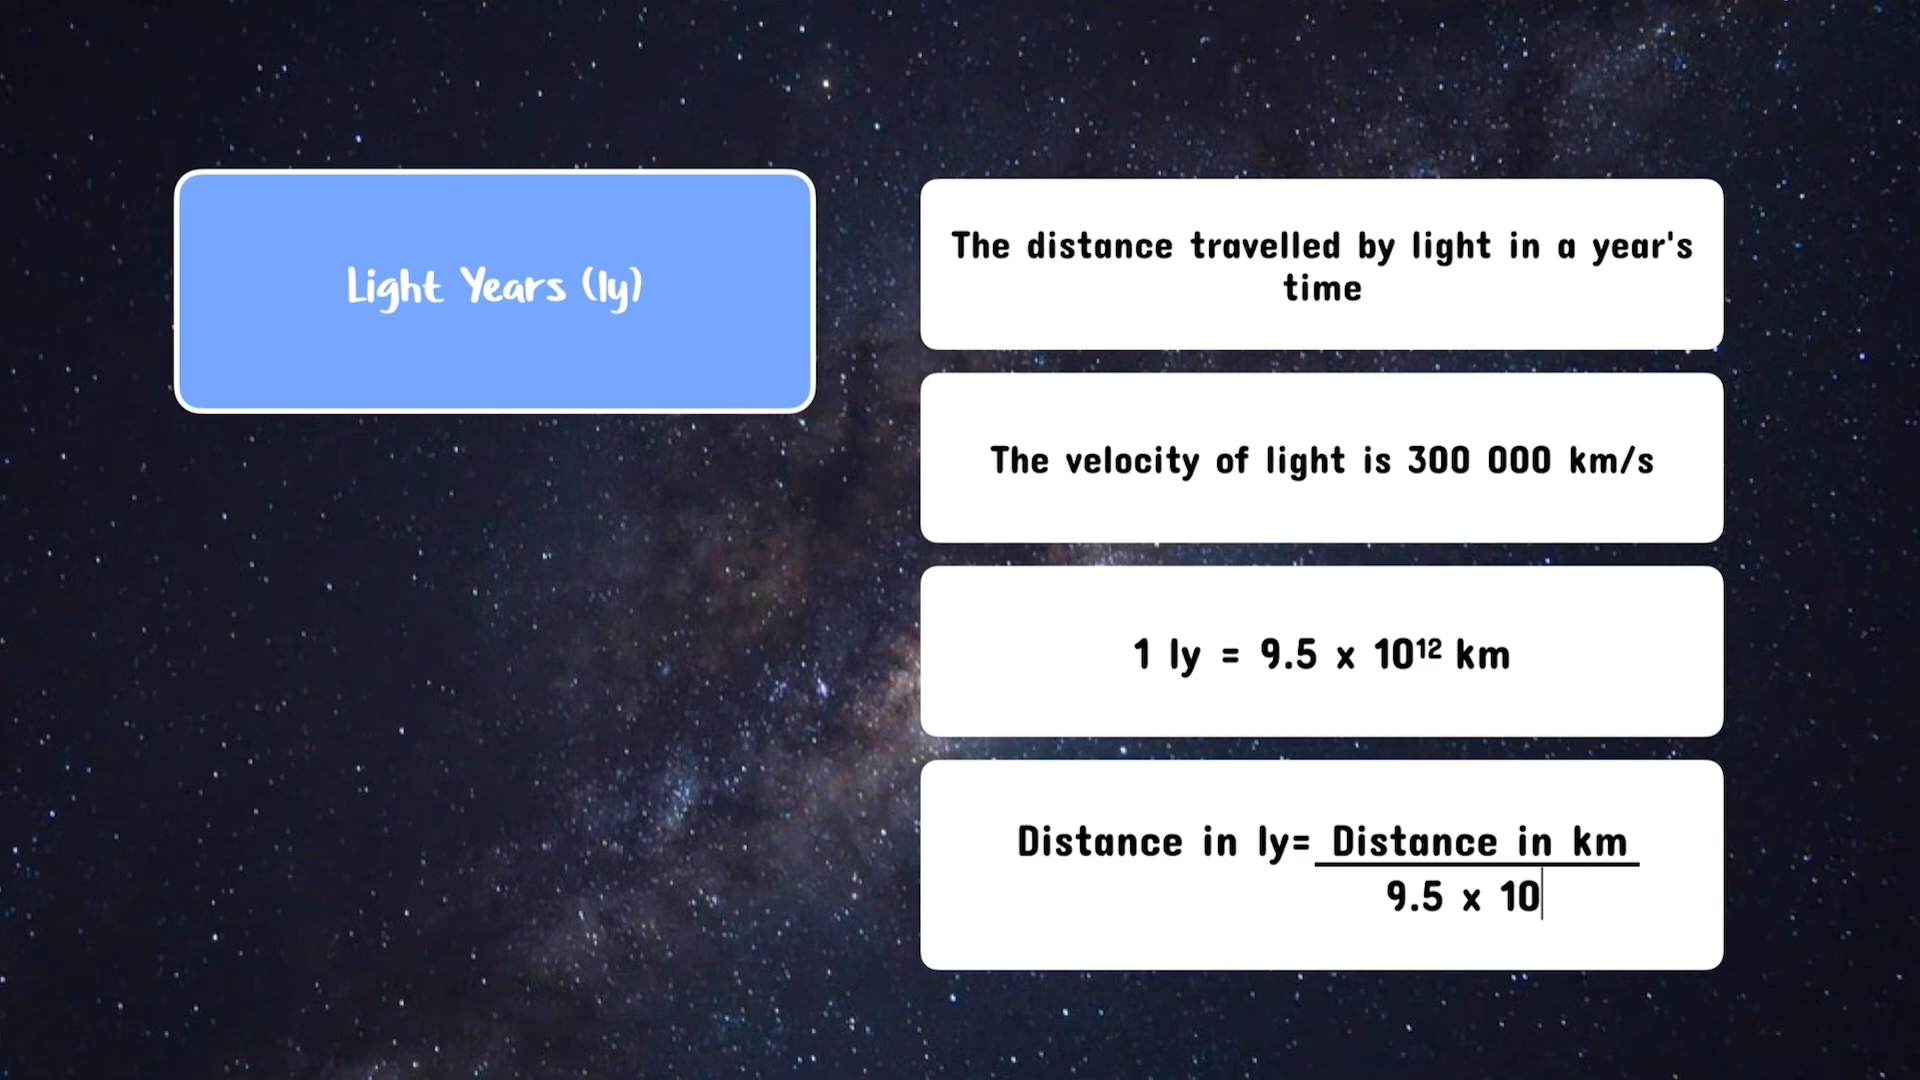 Light Years (ly)
The distance travelled by light in a year's
time
The velocity of light is 300 000 km/s
1 ly = 9.5 x 10¹² km
Distance in ly= Distance in km
9.5 x 10